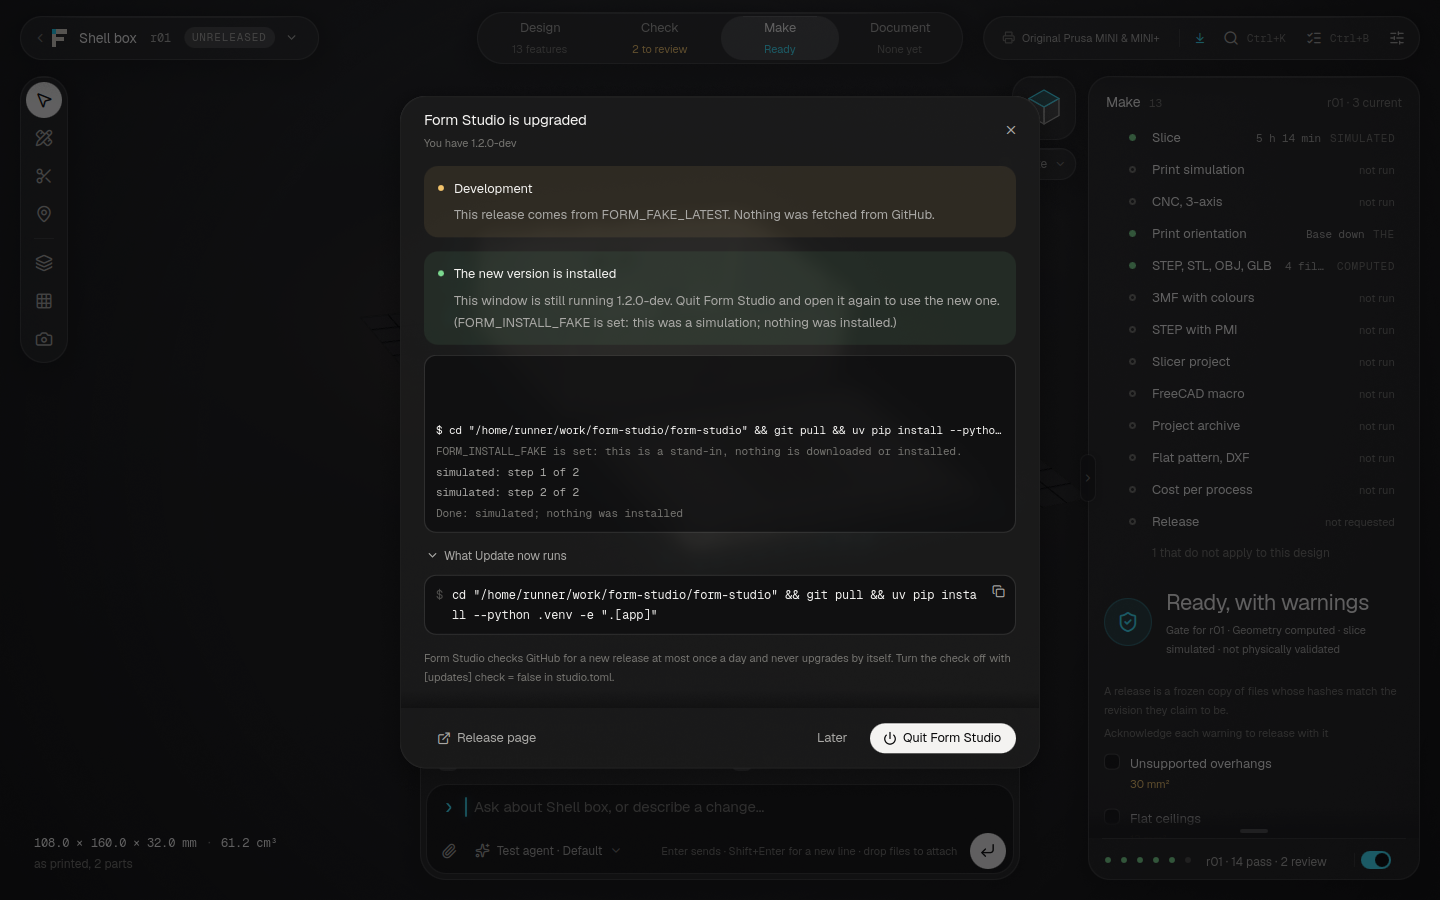 Shell box r01 UNRELEASED
Design
13 features
Check
2 to review
Make
Ready
Document
None yet
Original Prusa MINI & MINI+
Ctrl+K
Ctrl+B
Form Studio is upgraded
You have 1.2.0-dev
Development
This release comes from FORM_FAKE_LATEST. Nothing was fetched from GitHub.
The new version is installed
This window is still running 1.2.0-dev. Quit Form Studio and open it again to use the new one.
(FORM_INSTALL_FAKE is set: this was a simulation; nothing was installed.)
$ cd "/home/runner/work/form-studio/form-studio" && git pull && uv pip install --pytho…
FORM_INSTALL_FAKE is set: this is a stand-in, nothing is downloaded or installed.
simulated: step 1 of 2
simulated: step 2 of 2
Done: simulated; nothing was installed
What Update now runs
$ cd "/home/runner/work/form-studio/form-studio" && git pull && uv pip insta
ll --python .venv -e ".[app]"
Form Studio checks GitHub for a new release at most once a day and never upgrades by itself. Turn the check off with
[updates] check = false in studio.toml.
Release page
Later
Quit Form Studio
Make 13
r01 · 3 current
Slice 5 h 14 min SIMULATED
Print simulation not run
CNC, 3-axis not run
Print orientation Base down THE
STEP, STL, OBJ, GLB 4 fil… COMPUTED
3MF with colours not run
STEP with PMI not run
Slicer project not run
FreeCAD macro not run
Project archive not run
Flat pattern, DXF not run
Cost per process not run
Release not requested
1 that do not apply to this design
Ready, with warnings
Gate for r01 · Geometry computed · slice
simulated · not physically validated
A release is a frozen copy of files whose hashes match the
revision they claim to be.
Acknowledge each warning to release with it
Unsupported overhangs
30 mm²
Flat ceilings
r01 · 14 pass · 2 review
Ask about Shell box, or describe a change…
Test agent · Default
Enter sends · Shift+Enter for a new line · drop files to attach
108.0 × 160.0 × 32.0 mm · 61.2 cm³
as printed, 2 parts